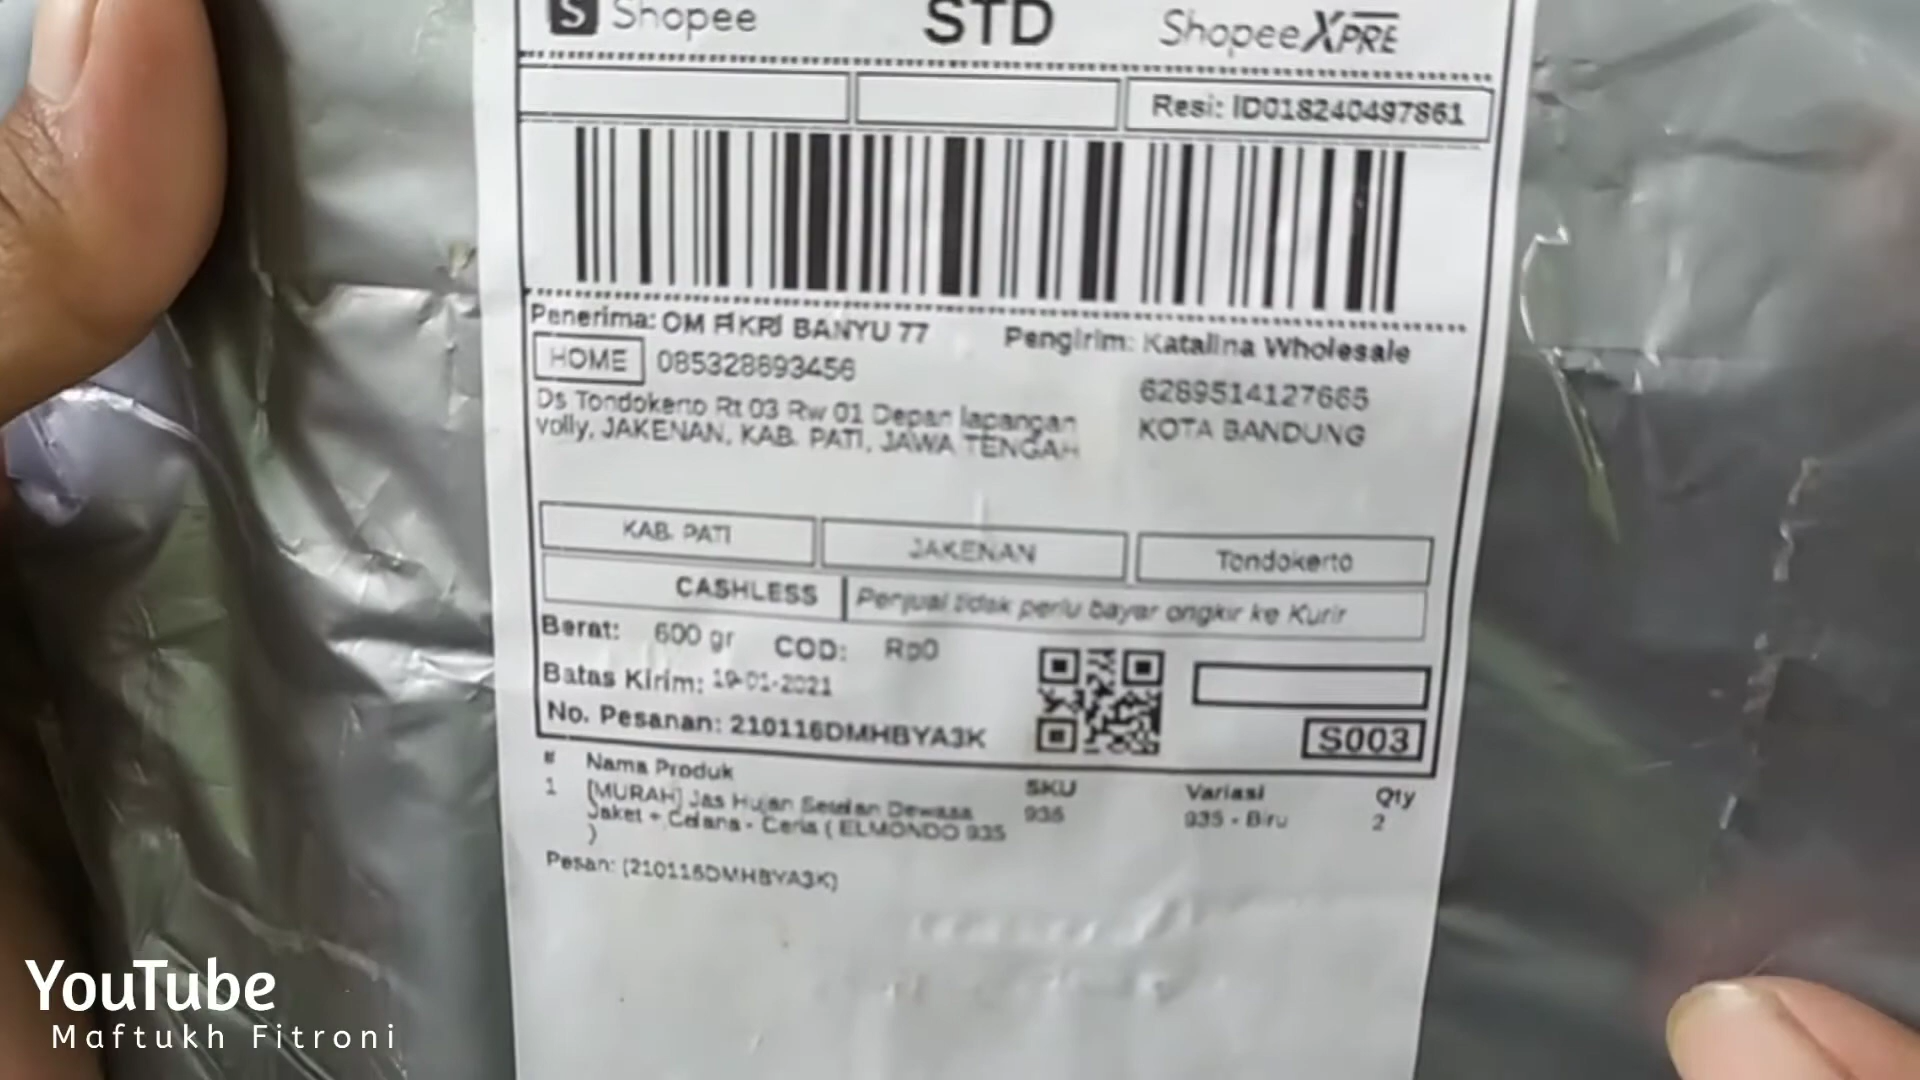 S Shopee STD ShopeeXPRE
Resi: ID018240497861
Penerima: OM FIKRI BANYU 77
HOME 085328893456
Ds Tondokerto Rt 03 Rw 01 Depan lapangan
volly, JAKENAN, KAB. PATI, JAWA TENGAH
Pengirim: Katalina Wholesale
6289514127665
KOTA BANDUNG
KAB. PATI JAKENAN Tondokerto
CASHLESS Penjual tidak perlu bayar ongkir ke Kurir
Berat: 600 gr COD: Rp0
Batas Kirim: 19-01-2021
No. Pesanan: 210116DMHBYA3K
S003
# Nama Produk SKU Variasi Qty
1 [MURAH] Jas Hujan Setelan Dewasa 935 935 - Biru 2
Jaket + Celana - Ceria ( ELMONDO 935
)
Pesan: (210116DMHBYA3K)
YouTube
Maftukh Fitroni